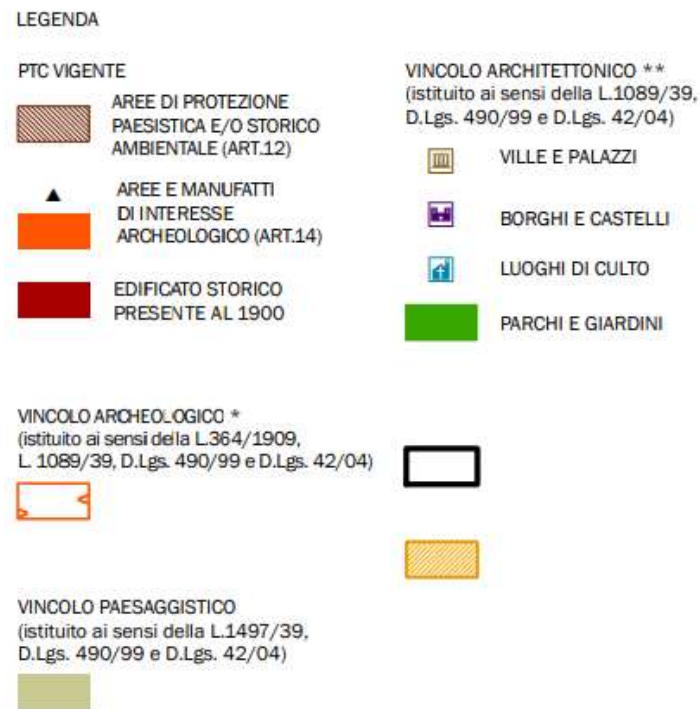 LEGENDA
PTC VIGENTE
AREE DI PROTEZIONE
PAESISTICA E/O STORICO
AMBIENTALE (ART.12)
AREE E MANUFATTI
DI INTERESSE
ARCHEOLOGICO (ART.14)
EDIFICATO STORICO
PRESENTE AL 1900
VINCOLO ARCHITETTONICO **
(istituito ai sensi della L.1089/39,
D.Lgs. 490/99 e D.Lgs. 42/04)
VILLE E PALAZZI
BORGHI E CASTELLI
LUOGHI DI CULTO
PARCHI E GIARDINI
VINCOLO ARCHEOLOGICO *
(istituito ai sensi della L.364/1909,
L. 1089/39, D.Lgs. 490/99 e D.Lgs. 42/04)
VINCOLO PAESAGGISTICO
(istituito ai sensi della L.1497/39,
D.Lgs. 490/99 e D.Lgs. 42/04)